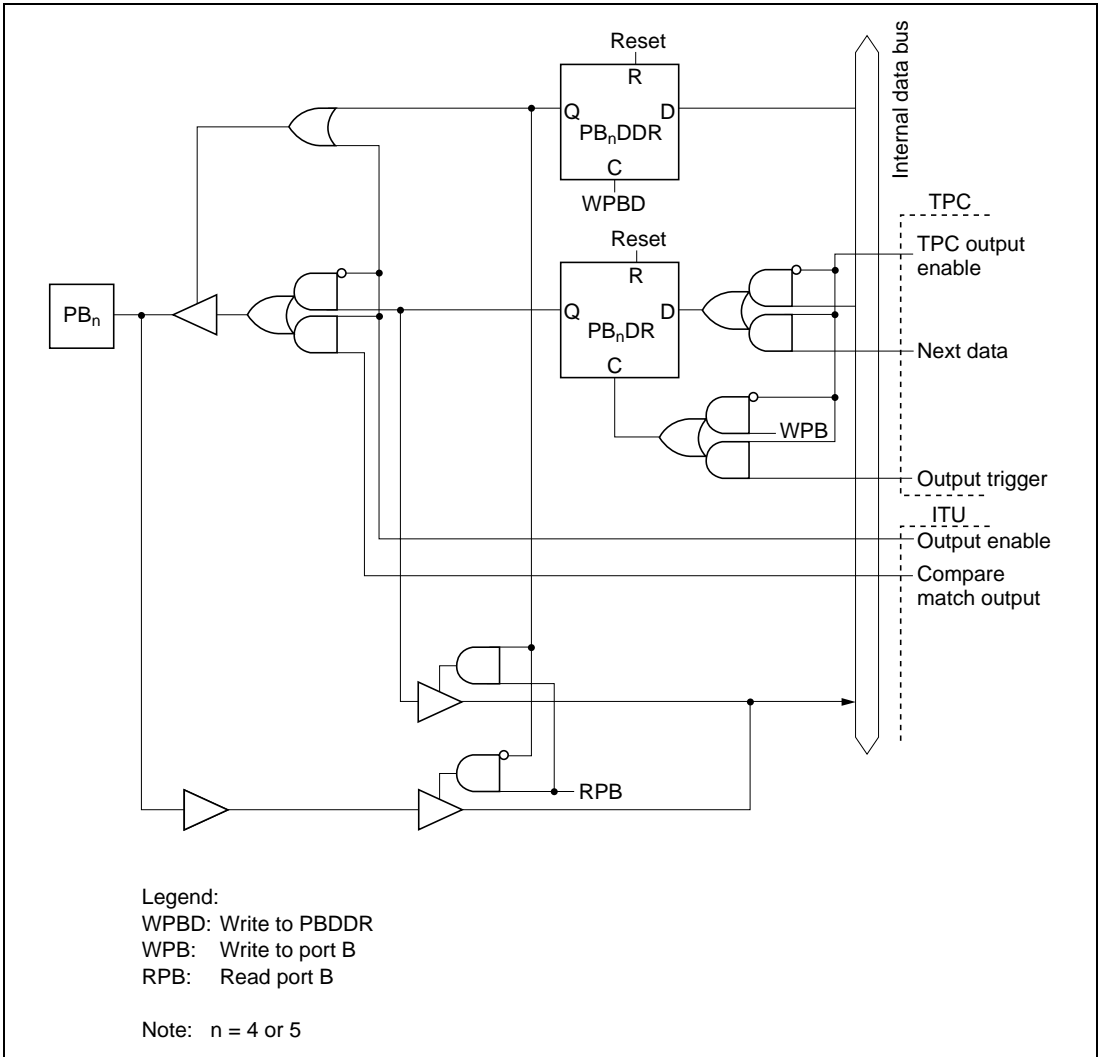 Reset
R
Q
D
PBnDDR
C
WPBD
Internal data bus
TPC
TPC output
enable
Reset
R
Q
D
PBnDR
C
PBn
Next data
WPB
Output trigger
ITU
Output enable
Compare
match output
RPB
Legend:
WPBD: Write to PBDDR
WPB: Write to port B
RPB: Read port B
Note: n = 4 or 5